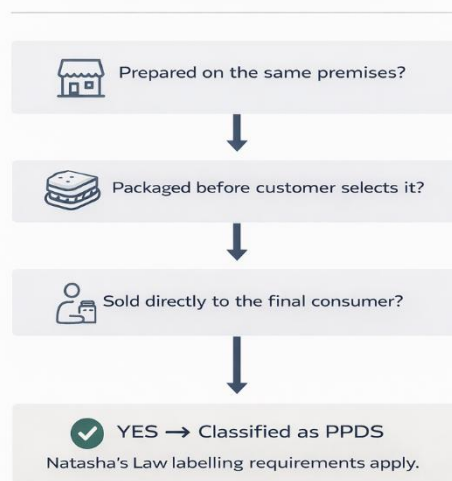 Prepared on the same premises?
Packaged before customer selects it?
Sold directly to the final consumer?
YES → Classified as PPDS
Natasha's Law labelling requirements apply.